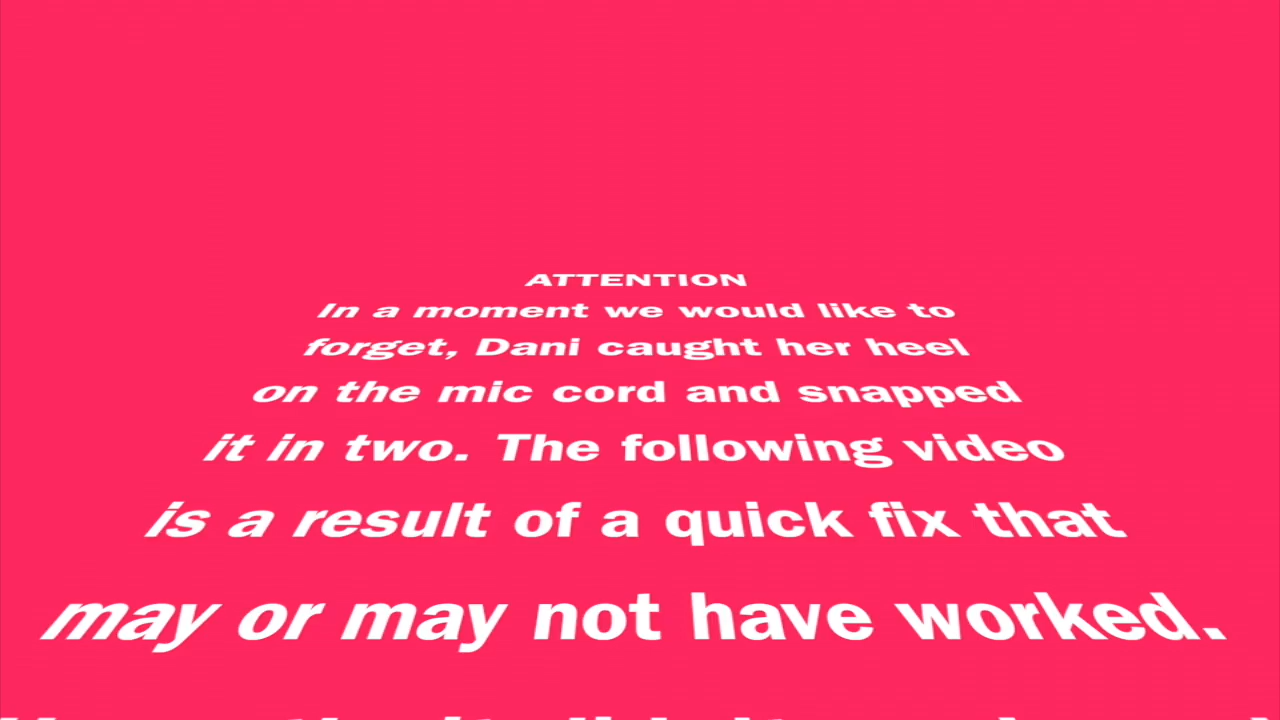 ATTENTION
In a moment we would like to
forget, Dani caught her heel
on the mic cord and snapped
it in two. The following video
is a result of a quick fix that
may or may not have worked.